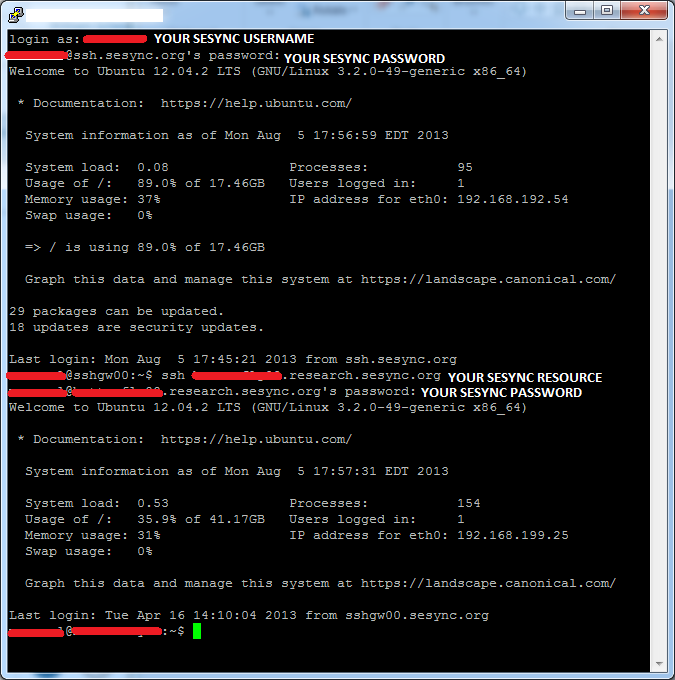 login as: YOUR SESYNC USERNAME
@ssh.sesync.org's password: YOUR SESYNC PASSWORD
Welcome to Ubuntu 12.04.2 LTS (GNU/Linux 3.2.0-49-generic x86_64)
* Documentation:  https://help.ubuntu.com/
System information as of Mon Aug  5 17:56:59 EDT 2013
System load:  0.08 Processes: 95
Usage of /:   89.0% of 17.46GB Users logged in: 1
Memory usage: 37% IP address for eth0: 192.168.192.54
Swap usage:   0%
=> / is using 89.0% of 17.46GB
Graph this data and manage this system at https://landscape.canonical.com/
29 packages can be updated.
18 updates are security updates.
Last login: Mon Aug  5 17:45:21 2013 from ssh.sesync.org
@sshgw00:~$ ssh .research.sesync.org YOUR SESYNC RESOURCE
@ .research.sesync.org's password: YOUR SESYNC PASSWORD
Welcome to Ubuntu 12.04.2 LTS (GNU/Linux 3.2.0-49-generic x86_64)
* Documentation:  https://help.ubuntu.com/
System information as of Mon Aug  5 17:57:31 EDT 2013
System load:  0.53 Processes: 154
Usage of /:   35.9% of 41.17GB Users logged in: 1
Memory usage: 31% IP address for eth0: 192.168.199.25
Swap usage:   0%
Graph this data and manage this system at https://landscape.canonical.com/
Last login: Tue Apr 16 14:10:04 2013 from sshgw00.sesync.org
@ :~$